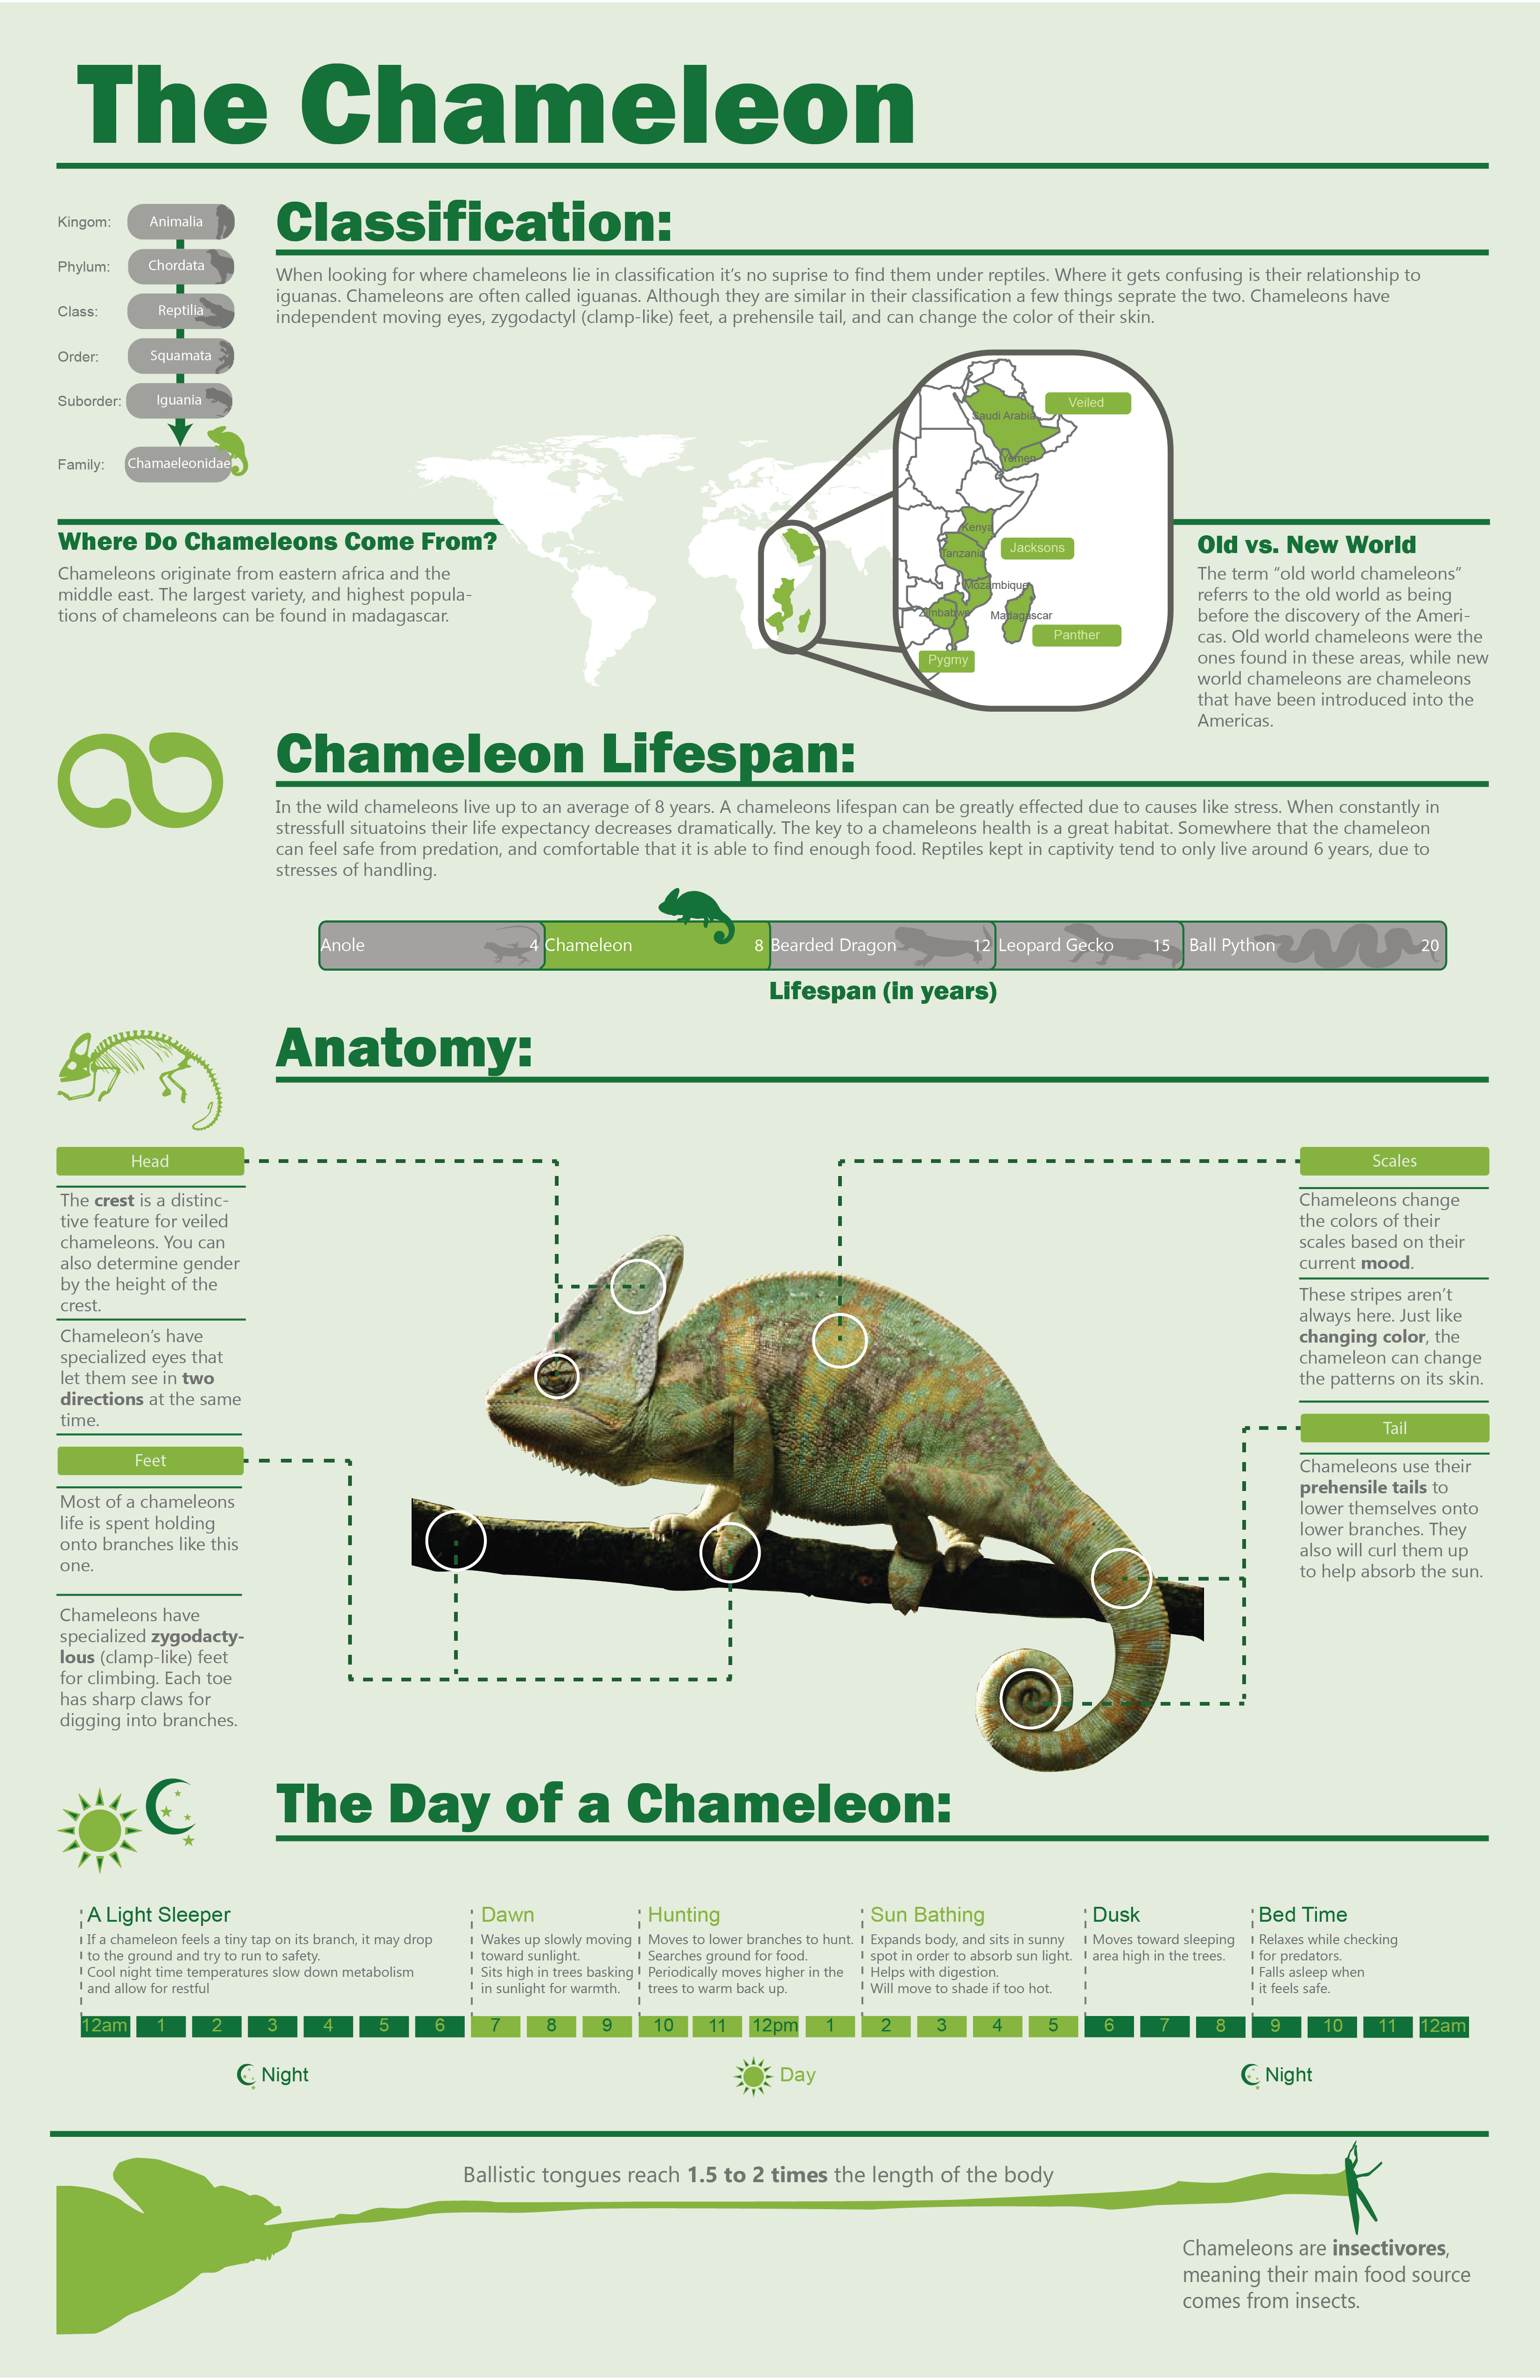 The Chameleon
Kingom: Animalia
Phylum: Chordata
Class: Reptilia
Order: Squamata
Suborder: Iguania
Family: Chamaeleonidae
Classification:
When looking for where chameleons lie in classification it's no suprise to find them under reptiles. Where it gets confusing is their relationship to
iguanas. Chameleons are often called iguanas. Although they are similar in their classification a few things seprate the two. Chameleons have
independent moving eyes, zygodactyl (clamp-like) feet, a prehensile tail, and can change the color of their skin.
Where Do Chameleons Come From?
Chameleons originate from eastern africa and the
middle east. The largest variety, and highest popula-
tions of chameleons can be found in madagascar.
Saudi Arabia
Veiled
Yemen
Kenya
Tanzania
Jacksons
Mozambique
Zimbabwe
Madagascar
Panther
Pygmy
Old vs. New World
The term “old world chameleons”
referrs to the old world as being
before the discovery of the Ameri-
cas. Old world chameleons were the
ones found in these areas, while new
world chameleons are chameleons
that have been introduced into the
Americas.
Chameleon Lifespan:
In the wild chameleons live up to an average of 8 years. A chameleons lifespan can be greatly effected due to causes like stress. When constantly in
stressfull situatoins their life expectancy decreases dramatically. The key to a chameleons health is a great habitat. Somewhere that the chameleon
can feel safe from predation, and comfortable that it is able to find enough food. Reptiles kept in captivity tend to only live around 6 years, due to
stresses of handling.
Anole 4 Chameleon 8 Bearded Dragon 12 Leopard Gecko 15 Ball Python 20
Lifespan (in years)
Anatomy:
Head
The crest is a distinc-
tive feature for veiled
chameleons. You can
also determine gender
by the height of the
crest.
Chameleon's have
specialized eyes that
let them see in two
directions at the same
time.
Feet
Most of a chameleons
life is spent holding
onto branches like this
one.
Chameleons have
specialized zygodacty-
lous (clamp-like) feet
for climbing. Each toe
has sharp claws for
digging into branches.
Scales
Chameleons change
the colors of their
scales based on their
current mood.
These stripes aren't
always here. Just like
changing color, the
chameleon can change
the patterns on its skin.
Tail
Chameleons use their
prehensile tails to
lower themselves onto
lower branches. They
also will curl them up
to help absorb the sun.
The Day of a Chameleon:
A Light Sleeper
If a chameleon feels a tiny tap on its branch, it may drop
to the ground and try to run to safety.
Cool night time temperatures slow down metabolism
and allow for restful
Dawn
Wakes up slowly moving
toward sunlight.
Sits high in trees basking
in sunlight for warmth.
Hunting
Moves to lower branches to hunt.
Searches ground for food.
Periodically moves higher in the
trees to warm back up.
Sun Bathing
Expands body, and sits in sunny
spot in order to absorb sun light.
Helps with digestion.
Will move to shade if too hot.
Dusk
Moves toward sleeping
area high in the trees.
Bed Time
Relaxes while checking
for predators.
Falls asleep when
it feels safe.
12am 1 2 3 4 5 6 7 8 9 10 11 12pm 1 2 3 4 5 6 7 8 9 10 11 12am
Night Day Night
Ballistic tongues reach 1.5 to 2 times the length of the body
Chameleons are insectivores,
meaning their main food source
comes from insects.